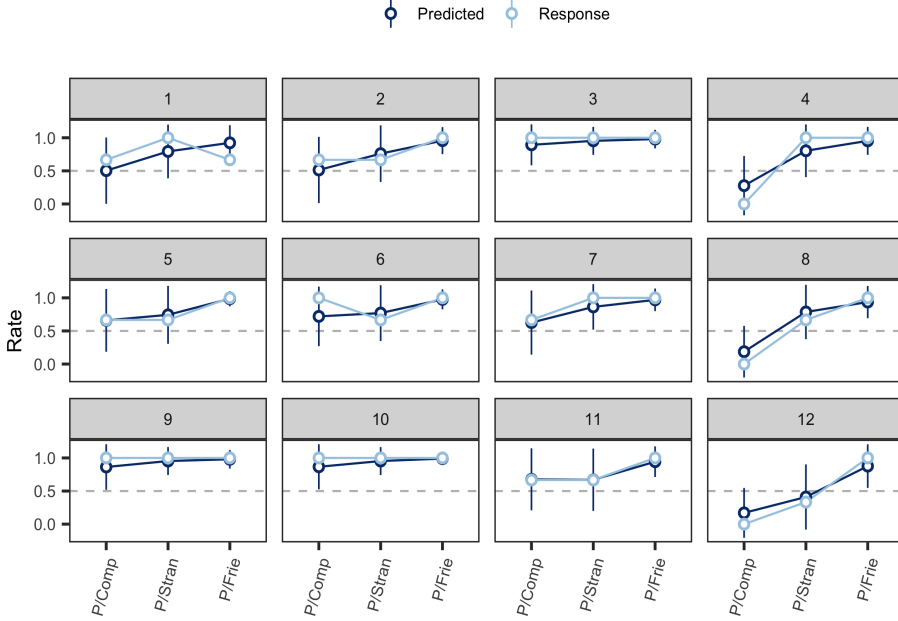 Predicted Response
1 2 3 4
1.0
0.5
0.0
5 6 7 8
1.0
0.5
0.0
Rate
9 10 11 12
1.0
0.5
0.0
P/Comp P/Stran P/Frie P/Comp P/Stran P/Frie P/Comp P/Stran P/Frie P/Comp P/Stran P/Frie